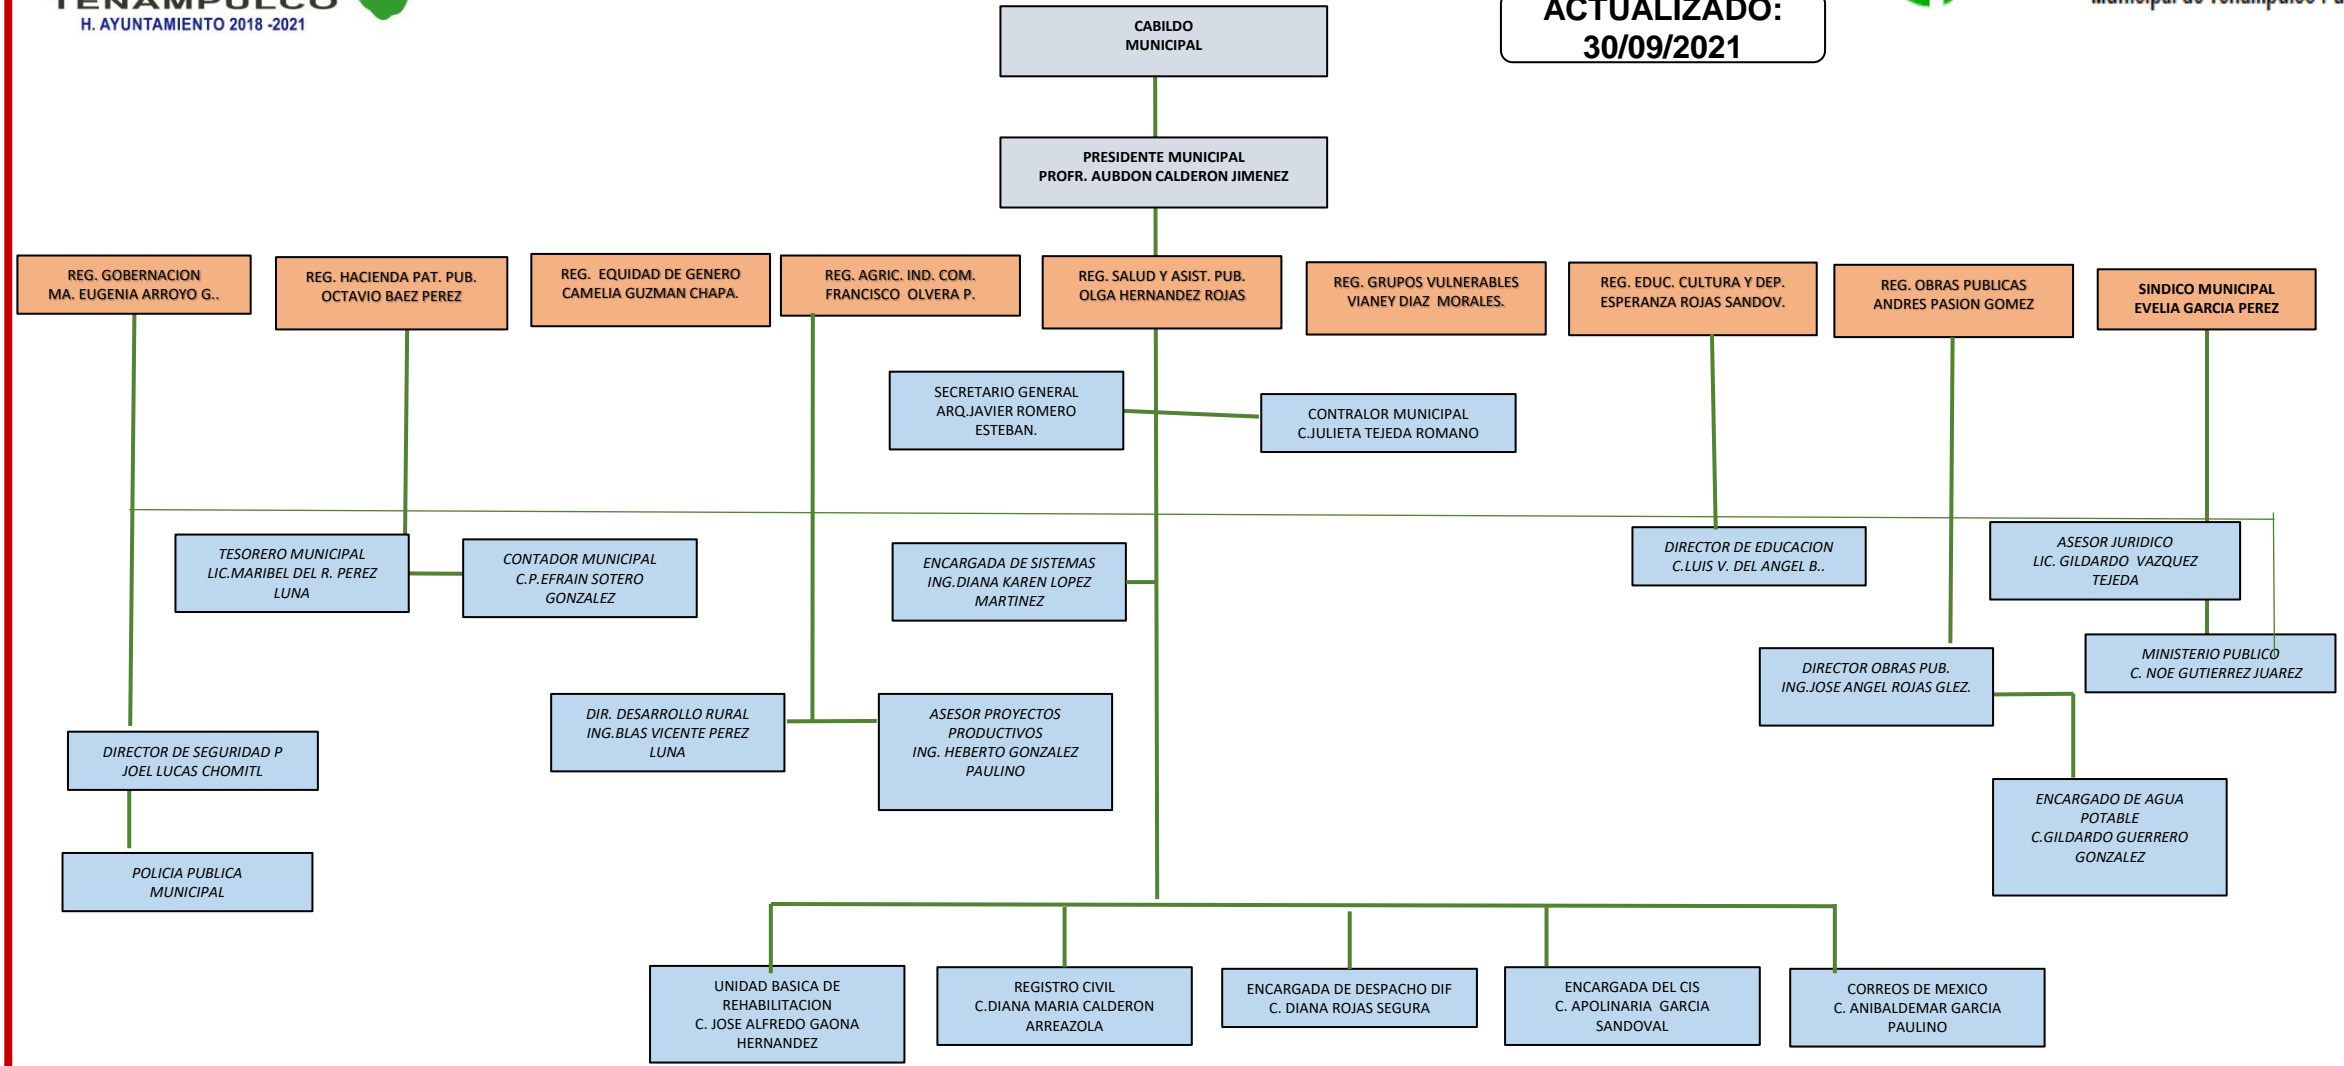 TENAMPULCO
H. AYUNTAMIENTO 2018 -2021
CABILDO
MUNICIPAL
ACTUALIZADO:
30/09/2021
PRESIDENTE MUNICIPAL
PROFR. AUBDON CALDERON JIMENEZ
REG. GOBERNACION
MA. EUGENIA ARROYO G..
REG. HACIENDA PAT. PUB.
OCTAVIO BAEZ PEREZ
REG.  EQUIDAD DE GENERO
CAMELIA GUZMAN CHAPA.
REG. AGRIC. IND. COM.
FRANCISCO  OLVERA P.
REG. SALUD Y ASIST. PUB.
OLGA HERNANDEZ ROJAS
REG. GRUPOS VULNERABLES
VIANEY DIAZ  MORALES.
REG. EDUC. CULTURA Y DEP.
ESPERANZA ROJAS SANDOV.
REG. OBRAS PUBLICAS
ANDRES PASION GOMEZ
SINDICO MUNICIPAL
EVELIA GARCIA PEREZ
SECRETARIO GENERAL
ARQ.JAVIER ROMERO
ESTEBAN.
CONTRALOR MUNICIPAL
C.JULIETA TEJEDA ROMANO
TESORERO MUNICIPAL
LIC.MARIBEL DEL R. PEREZ
LUNA
CONTADOR MUNICIPAL
C.P.EFRAIN SOTERO
GONZALEZ
ENCARGADA DE SISTEMAS
ING.DIANA KAREN LOPEZ
MARTINEZ
DIRECTOR DE EDUCACION
C.LUIS V. DEL ANGEL B..
ASESOR JURIDICO
LIC. GILDARDO  VAZQUEZ
TEJEDA
MINISTERIO PUBLICO
C. NOE GUTIERREZ JUAREZ
DIRECTOR OBRAS PUB.
ING.JOSE ANGEL ROJAS GLEZ.
DIR. DESARROLLO RURAL
ING.BLAS VICENTE PEREZ
LUNA
ASESOR PROYECTOS
PRODUCTIVOS
ING. HEBERTO GONZALEZ
PAULINO
DIRECTOR DE SEGURIDAD P
JOEL LUCAS CHOMITL
ENCARGADO DE AGUA
POTABLE
C.GILDARDO GUERRERO
GONZALEZ
POLICIA PUBLICA
MUNICIPAL
UNIDAD BASICA DE
REHABILITACION
C. JOSE ALFREDO GAONA
HERNANDEZ
REGISTRO CIVIL
C.DIANA MARIA CALDERON
ARREAZOLA
ENCARGADA DE DESPACHO DIF
C. DIANA ROJAS SEGURA
ENCARGADA DEL CIS
C. APOLINARIA  GARCIA
SANDOVAL
CORREOS DE MEXICO
C. ANIBALDEMAR GARCIA
PAULINO